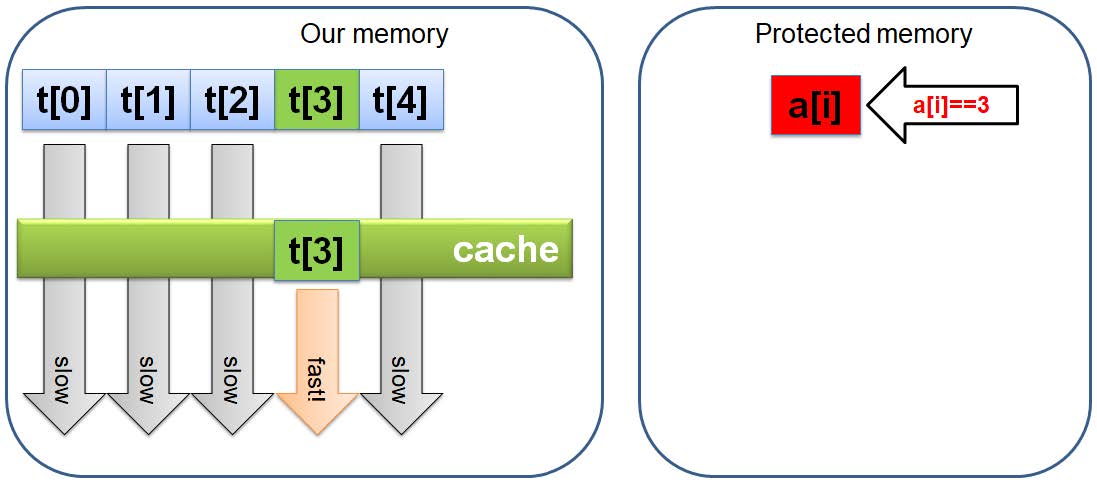 Our memory
t[0] t[1] t[2] t[3] t[4]
t[3] cache
slow slow slow fast! slow
Protected memory
a[i] a[i]==3